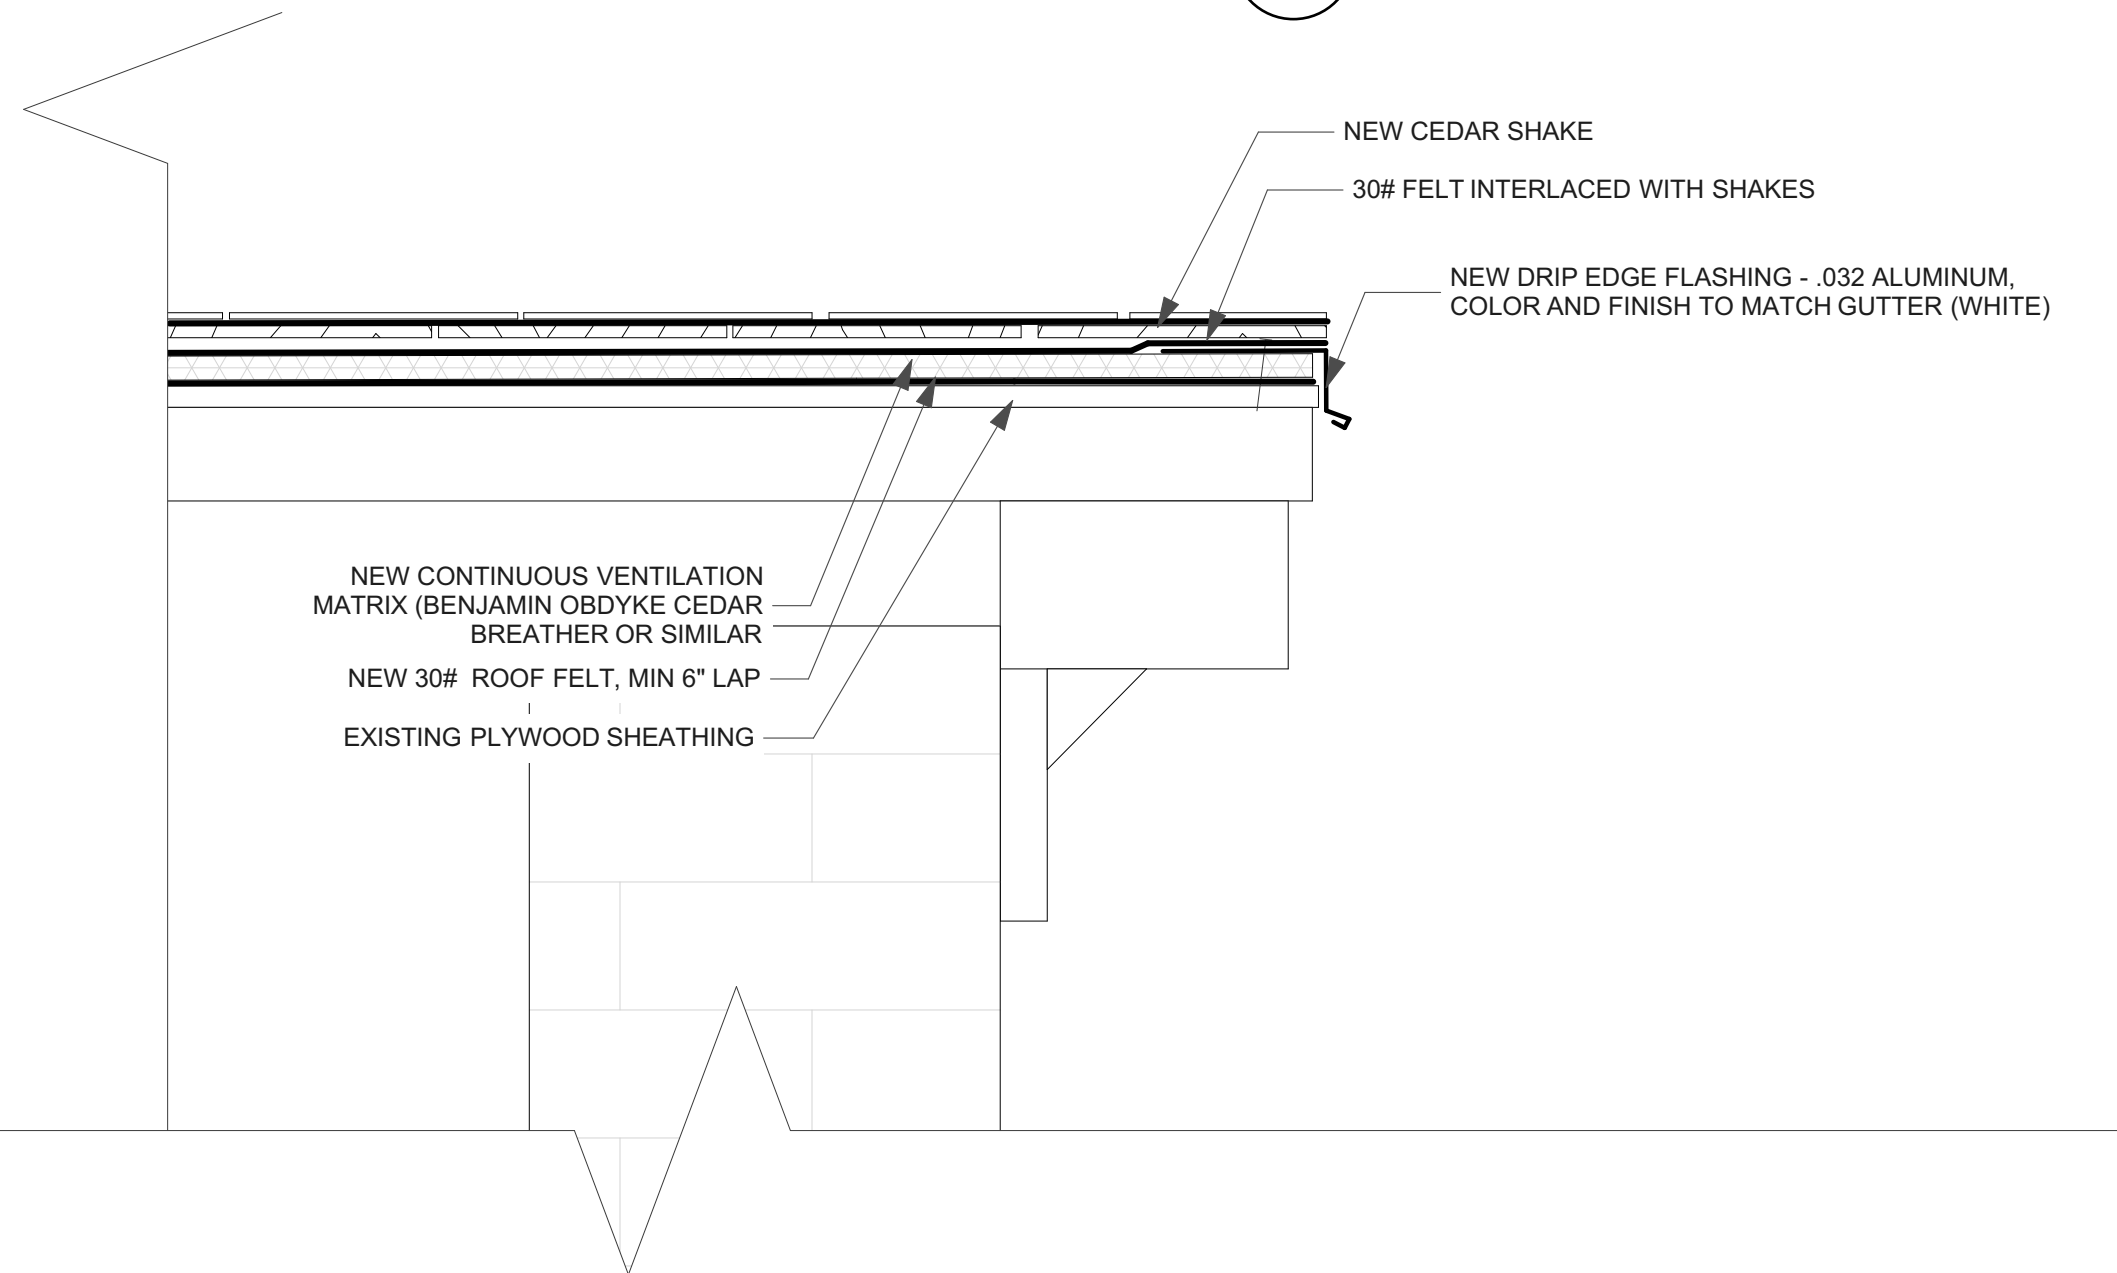 NEW CEDAR SHAKE
30# FELT INTERLACED WITH SHAKES
NEW DRIP EDGE FLASHING - .032 ALUMINUM,
COLOR AND FINISH TO MATCH GUTTER (WHITE)
NEW CONTINUOUS VENTILATION
MATRIX (BENJAMIN OBDYKE CEDAR
BREATHER OR SIMILAR
NEW 30# ROOF FELT, MIN 6" LAP
EXISTING PLYWOOD SHEATHING